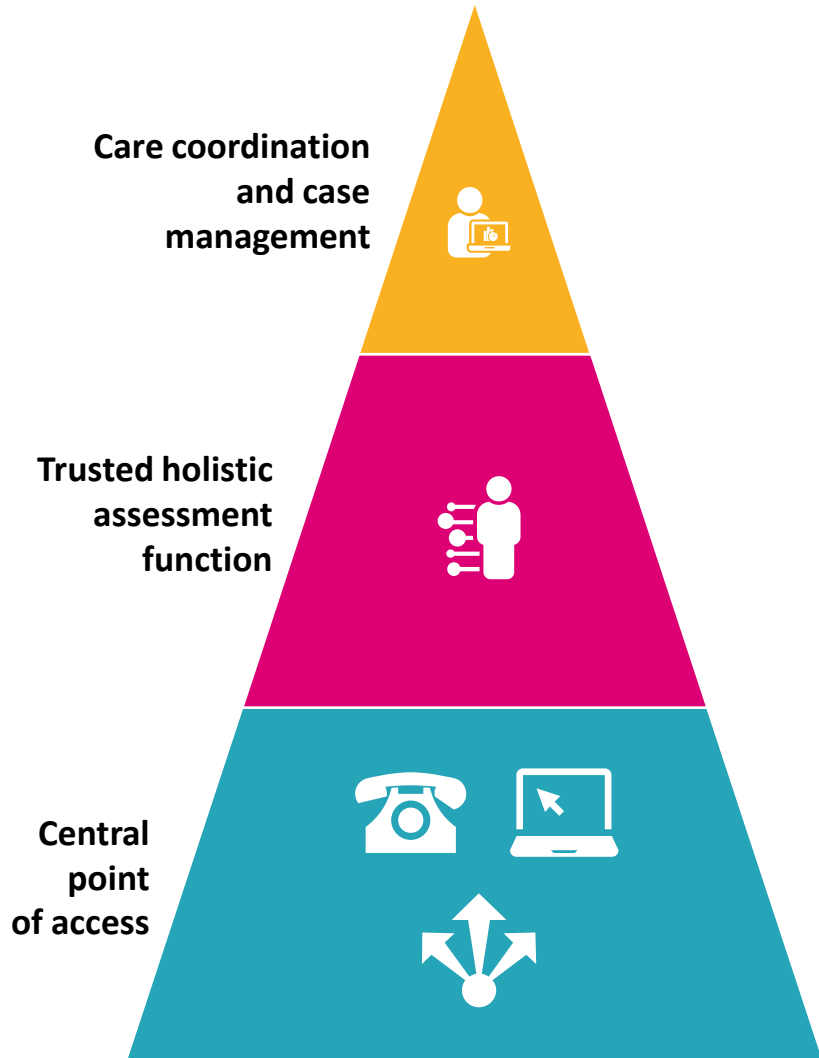 Care coordination
and case
management
Trusted holistic
assessment
function
Central
point
of access